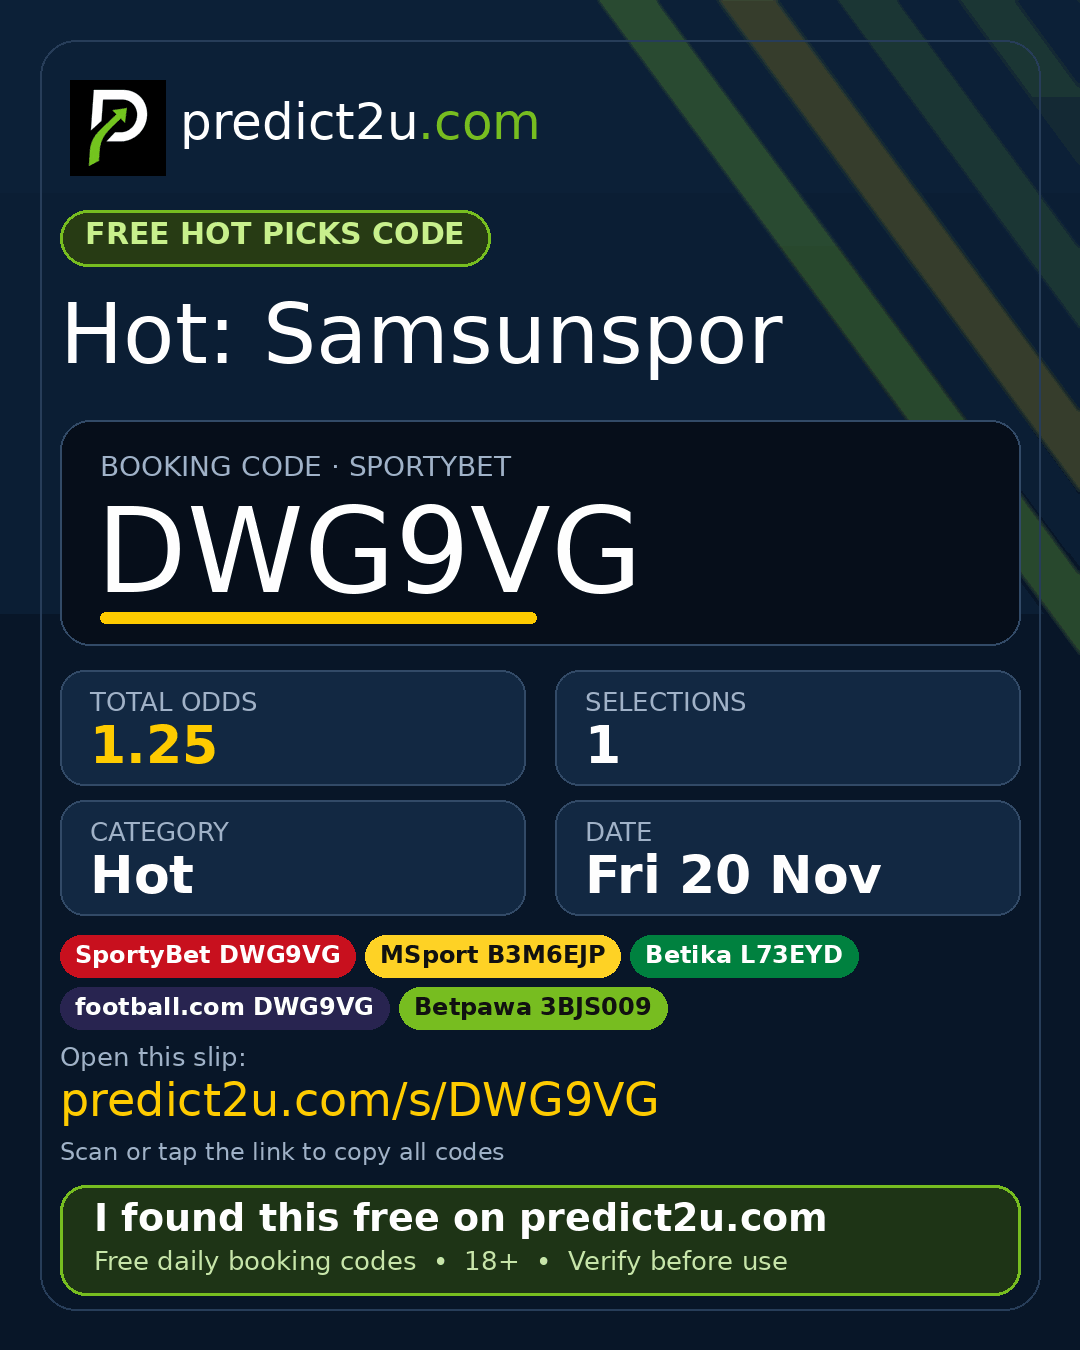 predict2u.com
FREE HOT PICKS CODE
Hot: Samsunspor
BOOKING CODE · SPORTYBET
DWG9VG
TOTAL ODDS
1.25
SELECTIONS
1
CATEGORY
Hot
DATE
Fri 20 Nov
SportyBet DWG9VG
MSport B3M6EJP
Betika L73EYD
football.com DWG9VG
Betpawa 3BJS009
Open this slip:
predict2u.com/s/DWG9VG
Scan or tap the link to copy all codes
I found this free on predict2u.com
Free daily booking codes • 18+ • Verify before use